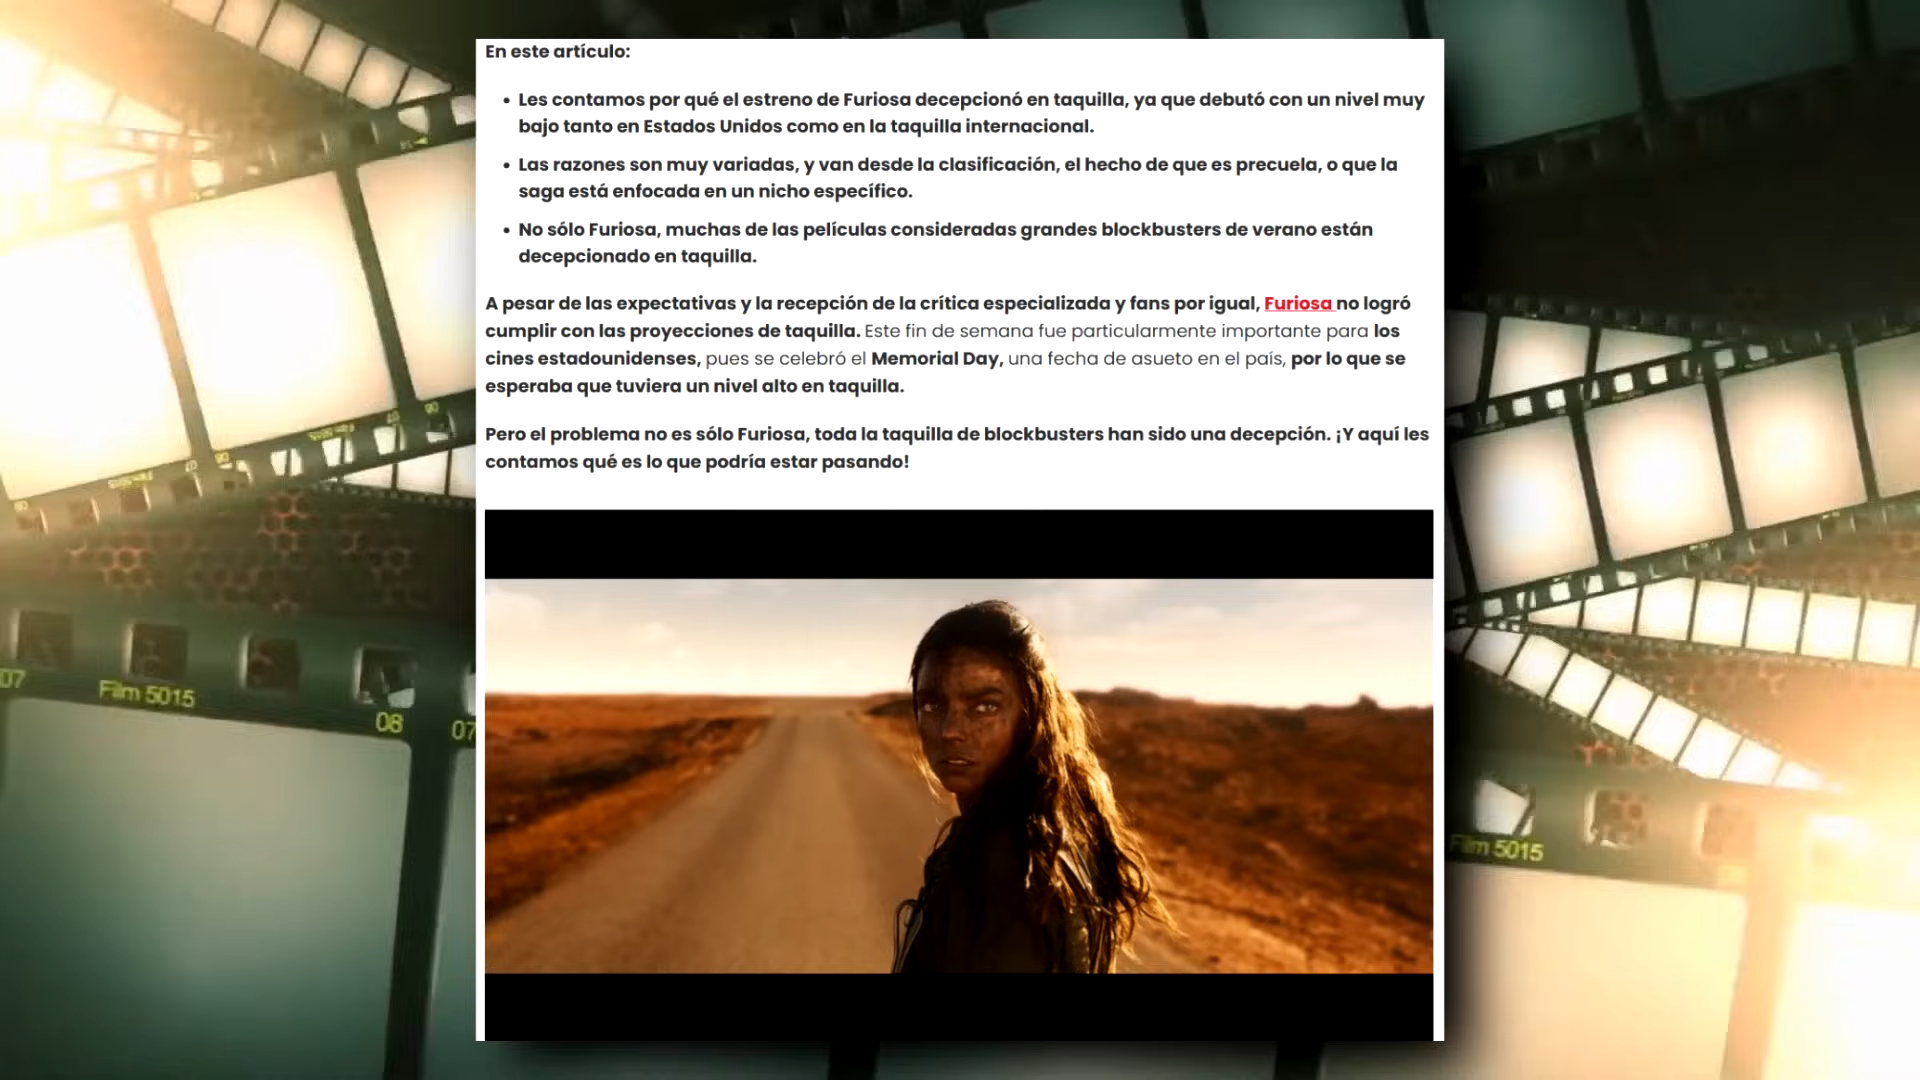 En este artículo:
• Les contamos por qué el estreno de Furiosa decepcionó en taquilla, ya que debutó con un nivel muy
bajo tanto en Estados Unidos como en la taquilla internacional.
• Las razones son muy variadas, y van desde la clasificación, el hecho de que es precuela, o que la
saga está enfocada en un nicho específico.
• No sólo Furiosa, muchas de las películas consideradas grandes blockbusters de verano están
decepcionado en taquilla.
A pesar de las expectativas y la recepción de la crítica especializada y fans por igual, Furiosa no logró
cumplir con las proyecciones de taquilla. Este fin de semana fue particularmente importante para los
cines estadounidenses, pues se celebró el Memorial Day, una fecha de asueto en el país, por lo que se
esperaba que tuviera un nivel alto en taquilla.
Pero el problema no es sólo Furiosa, toda la taquilla de blockbusters han sido una decepción. ¡Y aquí les
contamos qué es lo que podría estar pasando!
07
Film 5015
08
07
Film 5015